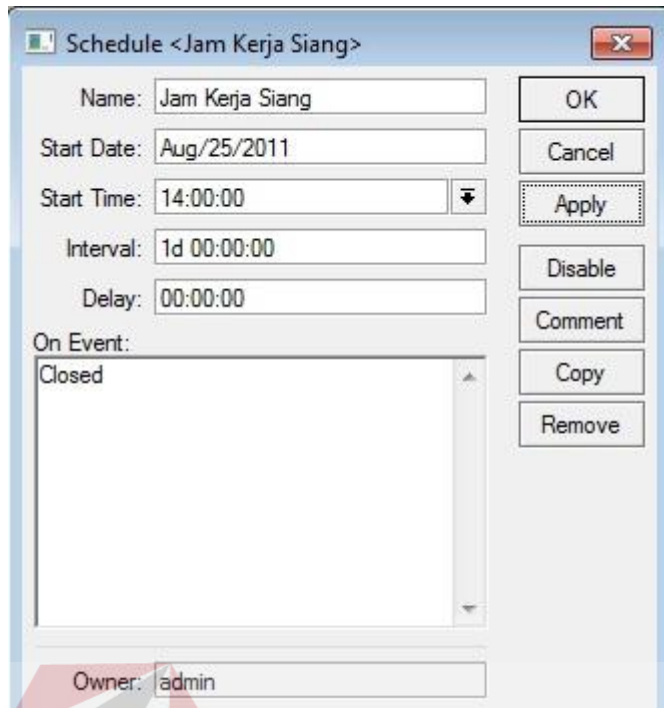 Schedule <Jam Kerja Siang>
Name: Jam Kerja Siang
Start Date: Aug/25/2011
Start Time: 14:00:00
Interval: 1d 00:00:00
Delay: 00:00:00
On Event:
Closed
Owner: admin
OK
Cancel
Apply
Disable
Comment
Copy
Remove